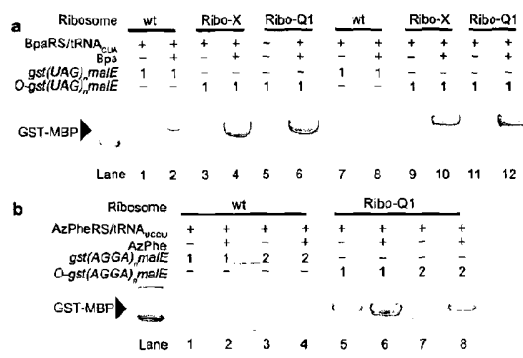 a Ribosome wt Ribo-X Ribo-Q1 wt Ribo-X Ribo-Q1
BpaRS/tRNA_CUA + + + + + + + + + + + +
Bpa – + – + – + – + – + – +
gst(UAG)nmalE 1 1 – – – – 1 1 – – – –
O-gst(UAG)nmalE – – 1 1 1 1 – – 1 1 1 1
GST-MBP
Lane 1 2 3 4 5 6 7 8 9 10 11 12
b Ribosome wt Ribo-Q1
AzPheRS/tRNA_UCCU + + + + + + + +
AzPhe – + – + – + – +
gst(AGGA)nmalE 1 1 2 2 – – – –
O-gst(AGGA)nmalE – – – – 1 1 2 2
GST-MBP
Lane 1 2 3 4 5 6 7 8